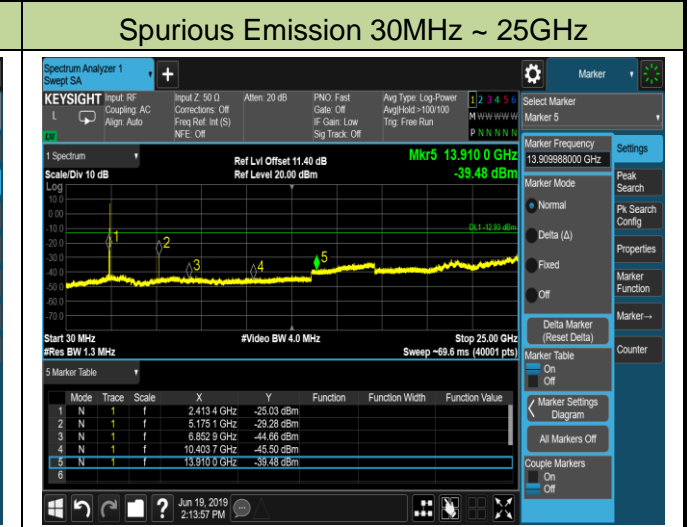 Spurious Emission 30MHz ~ 25GHz
Spectrum Analyzer 1
Swept SA
Marker
KEYSIGHT
L
Input: RF
Coupling: AC
Align: Auto
Input Z: 50 Ω
Corrections: Off
Freq Ref: Int (S)
NFE: Off
Atten: 20 dB
PNO: Fast
Gate: Off
IF Gain: Low
Sig Track: Off
Avg Type: Log-Power
Avg|Hold:>100/100
Trig: Free Run
1 2 3 4 5 6
M W W W W W
P N N N N N
Select Marker
Marker 5
1 Spectrum
Scale/Div 10 dB
Log
Ref Lvl Offset 11.40 dB
Ref Level 20.00 dBm
Mkr5 13.910 0 GHz
-39.48 dBm
10.0
0.00
-10.0
-20.0
-30.0
-40.0
-50.0
-60.0
-70.0
DL1 -12.93 dBm
1
2
3
4
5
Start 30 MHz
#Res BW 1.3 MHz
#Video BW 4.0 MHz
Stop 25.00 GHz
Sweep ~69.6 ms (40001 pts)
5 Marker Table
Mode Trace Scale X Y Function Function Width Function Value
1 N 1 f 2.413 4 GHz -25.03 dBm
2 N 1 f 5.175 1 GHz -29.28 dBm
3 N 1 f 6.852 9 GHz -44.66 dBm
4 N 1 f 10.403 7 GHz -45.50 dBm
5 N 1 f 13.910 0 GHz -39.48 dBm
6
Marker Frequency
13.909988000 GHz
Marker Mode
Normal
Delta (Δ)
Fixed
Off
Delta Marker
(Reset Delta)
Marker Table
On
Off
Marker Settings
Diagram
All Markers Off
Couple Markers
On
Off
Settings
Peak
Search
Pk Search
Config
Properties
Marker
Function
Marker→
Counter
?
Jun 19, 2019
2:13:57 PM